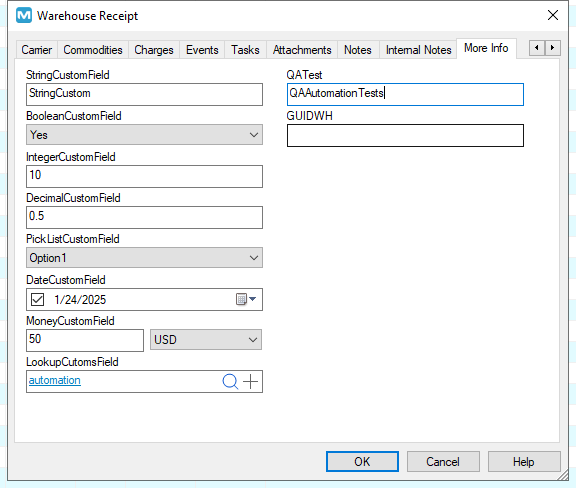 Warehouse Receipt
Carrier Commodities Charges Events Tasks Attachments Notes Internal Notes More Info
StringCustomField
StringCustom
BooleanCustomField
Yes
IntegerCustomField
10
DecimalCustomField
0.5
PickListCustomField
Option1
DateCustomField
1/24/2025
MoneyCustomField
50 USD
LookupCutomsField
automation
QATest
QAAutomationTests
GUIDWH
OK Cancel Help